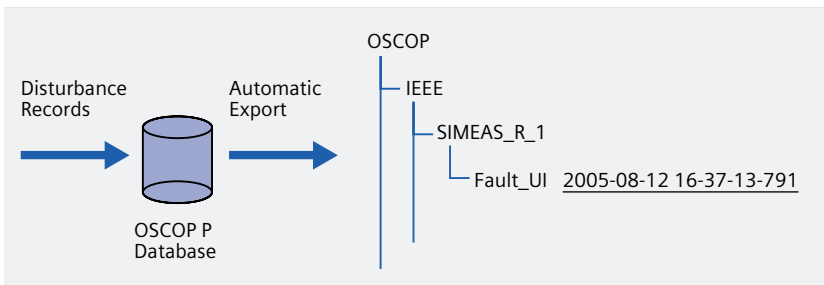 Disturbance
Records
OSCOP P
Database
Automatic
Export
OSCOP
IEEE
SIMEAS_R_1
Fault_UI 2005-08-12 16-37-13-791